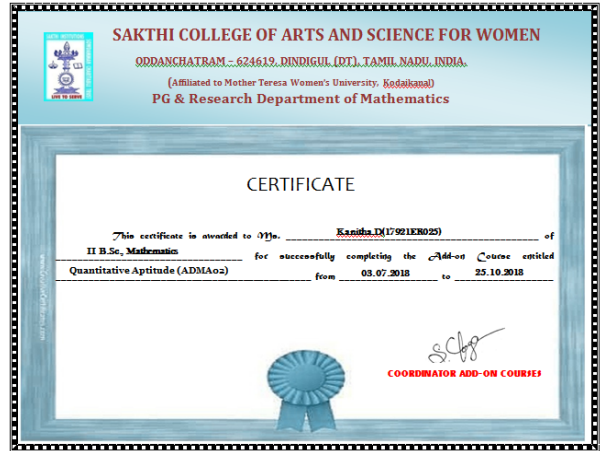 SAKTHI COLLEGE OF ARTS AND SCIENCE FOR WOMEN
ODDANCHATRAM – 624619, DINDIGUL (DT), TAMIL NADU, INDIA.
(Affiliated to Mother Teresa Women's University, Kodaikanal)
PG & Research Department of Mathematics
CERTIFICATE
This certificate is awarded to Ms. Kanitha.D(17921ER025) of
II B.Sc., Mathematics for successfully completing the Add-on Course entitled
Quantitative Aptitude (ADMA02) from 03.07.2018 to 25.10.2018
COORDINATOR ADD-ON COURSES
LIVE TO SERVE